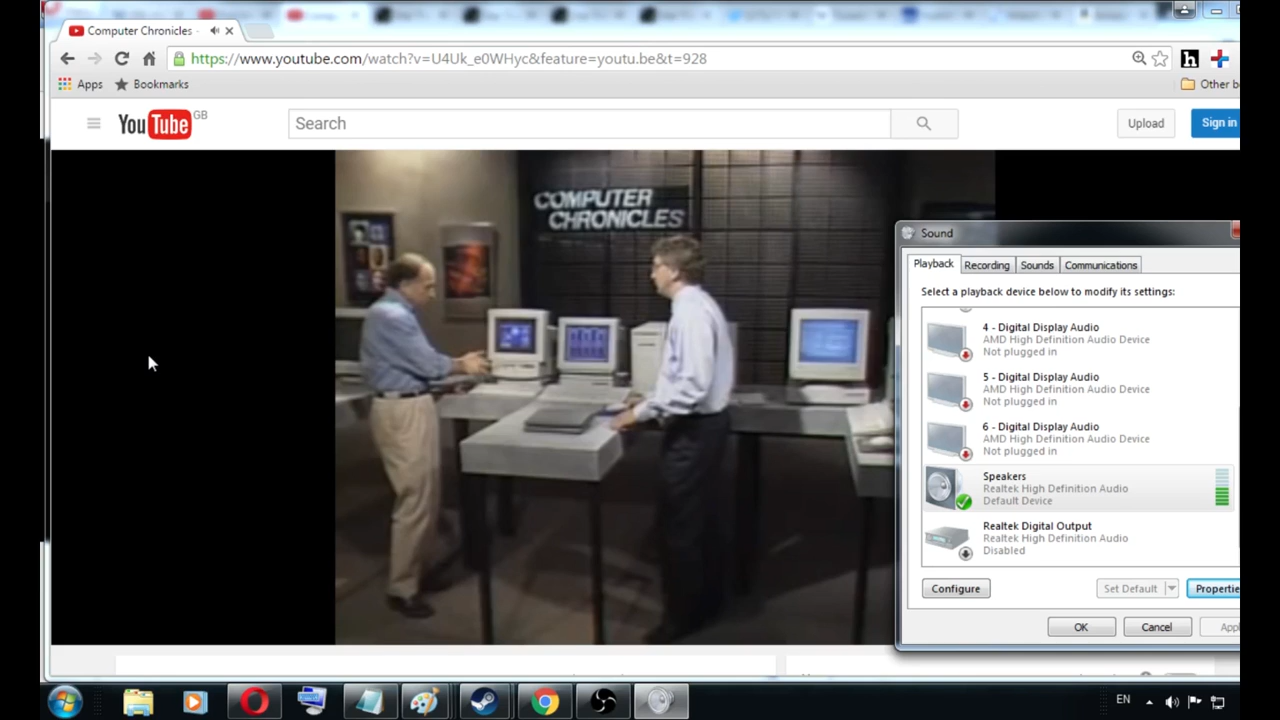 Computer Chronicles -
https://www.youtube.com/watch?v=U4Uk_e0WHyc&feature=youtu.be&t=928
Apps
Bookmarks
Other b
YouTube GB
Search
Upload
Sign in
COMPUTER
CHRONICLES
Sound
Playback
Recording
Sounds
Communications
Select a playback device below to modify its settings:
4 - Digital Display Audio
AMD High Definition Audio Device
Not plugged in
5 - Digital Display Audio
AMD High Definition Audio Device
Not plugged in
6 - Digital Display Audio
AMD High Definition Audio Device
Not plugged in
Speakers
Realtek High Definition Audio
Default Device
Realtek Digital Output
Realtek High Definition Audio
Disabled
Configure
Set Default
Propertie
OK
Cancel
App
EN